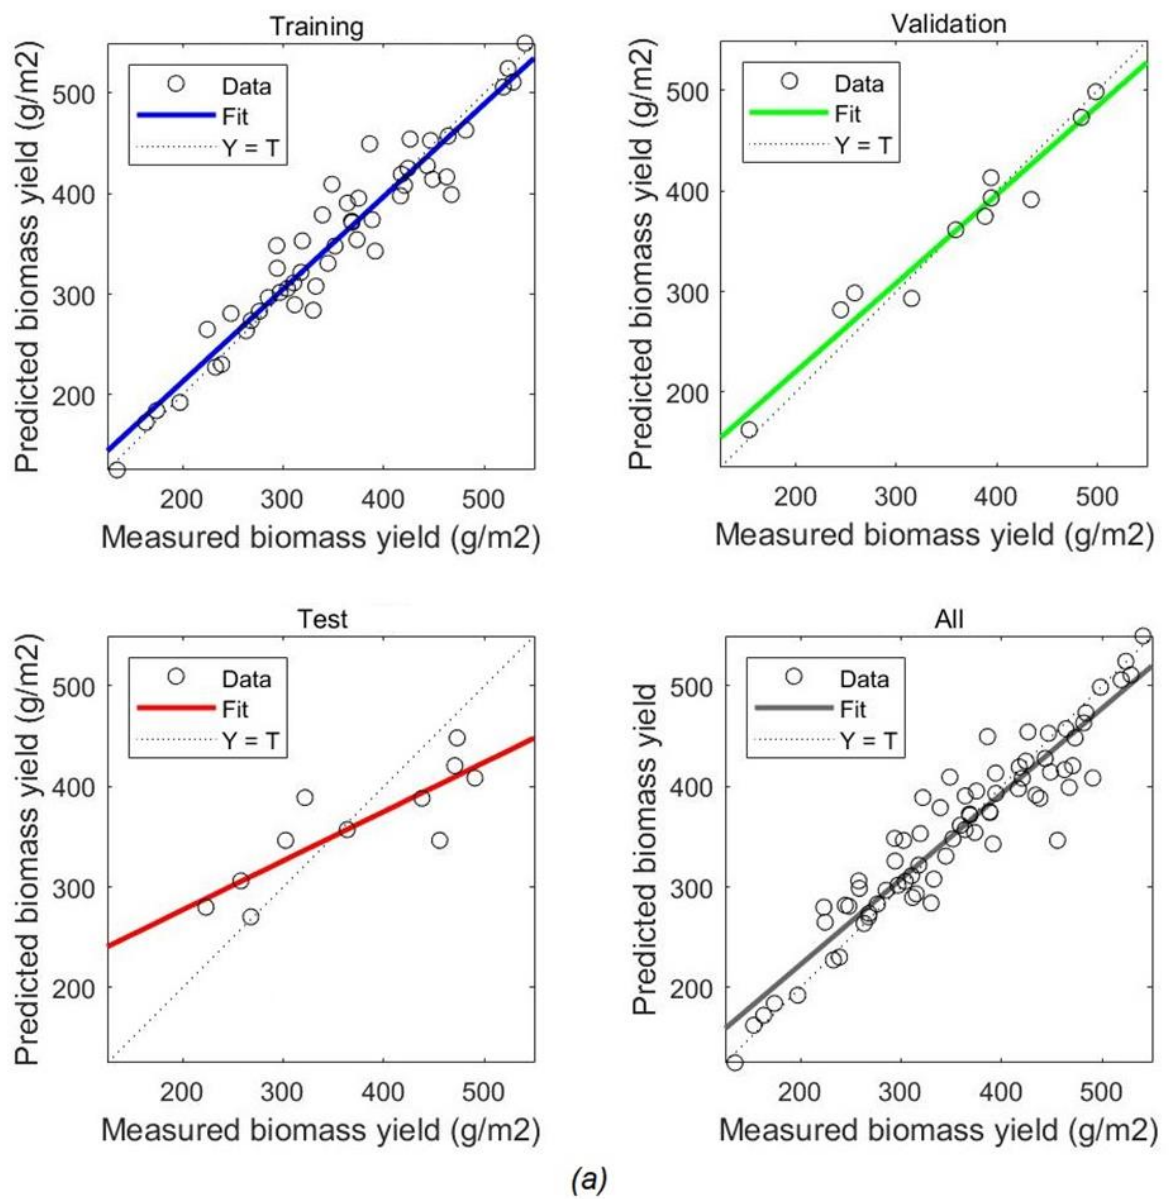 Training
Predicted biomass yield (g/m2)
500
400
300
200
Data
Fit
Y = T
200 300 400 500
Measured biomass yield (g/m2)
Validation
Predicted biomass yield (g/m2)
500
400
300
200
Data
Fit
Y = T
200 300 400 500
Measured biomass yield (g/m2)
Test
Predicted biomass yield (g/m2)
500
400
300
200
Data
Fit
Y = T
200 300 400 500
Measured biomass yield (g/m2)
All
Predicted biomass yield
500
400
300
200
Data
Fit
Y = T
200 300 400 500
Measured biomass yield (g/m2)
(a)